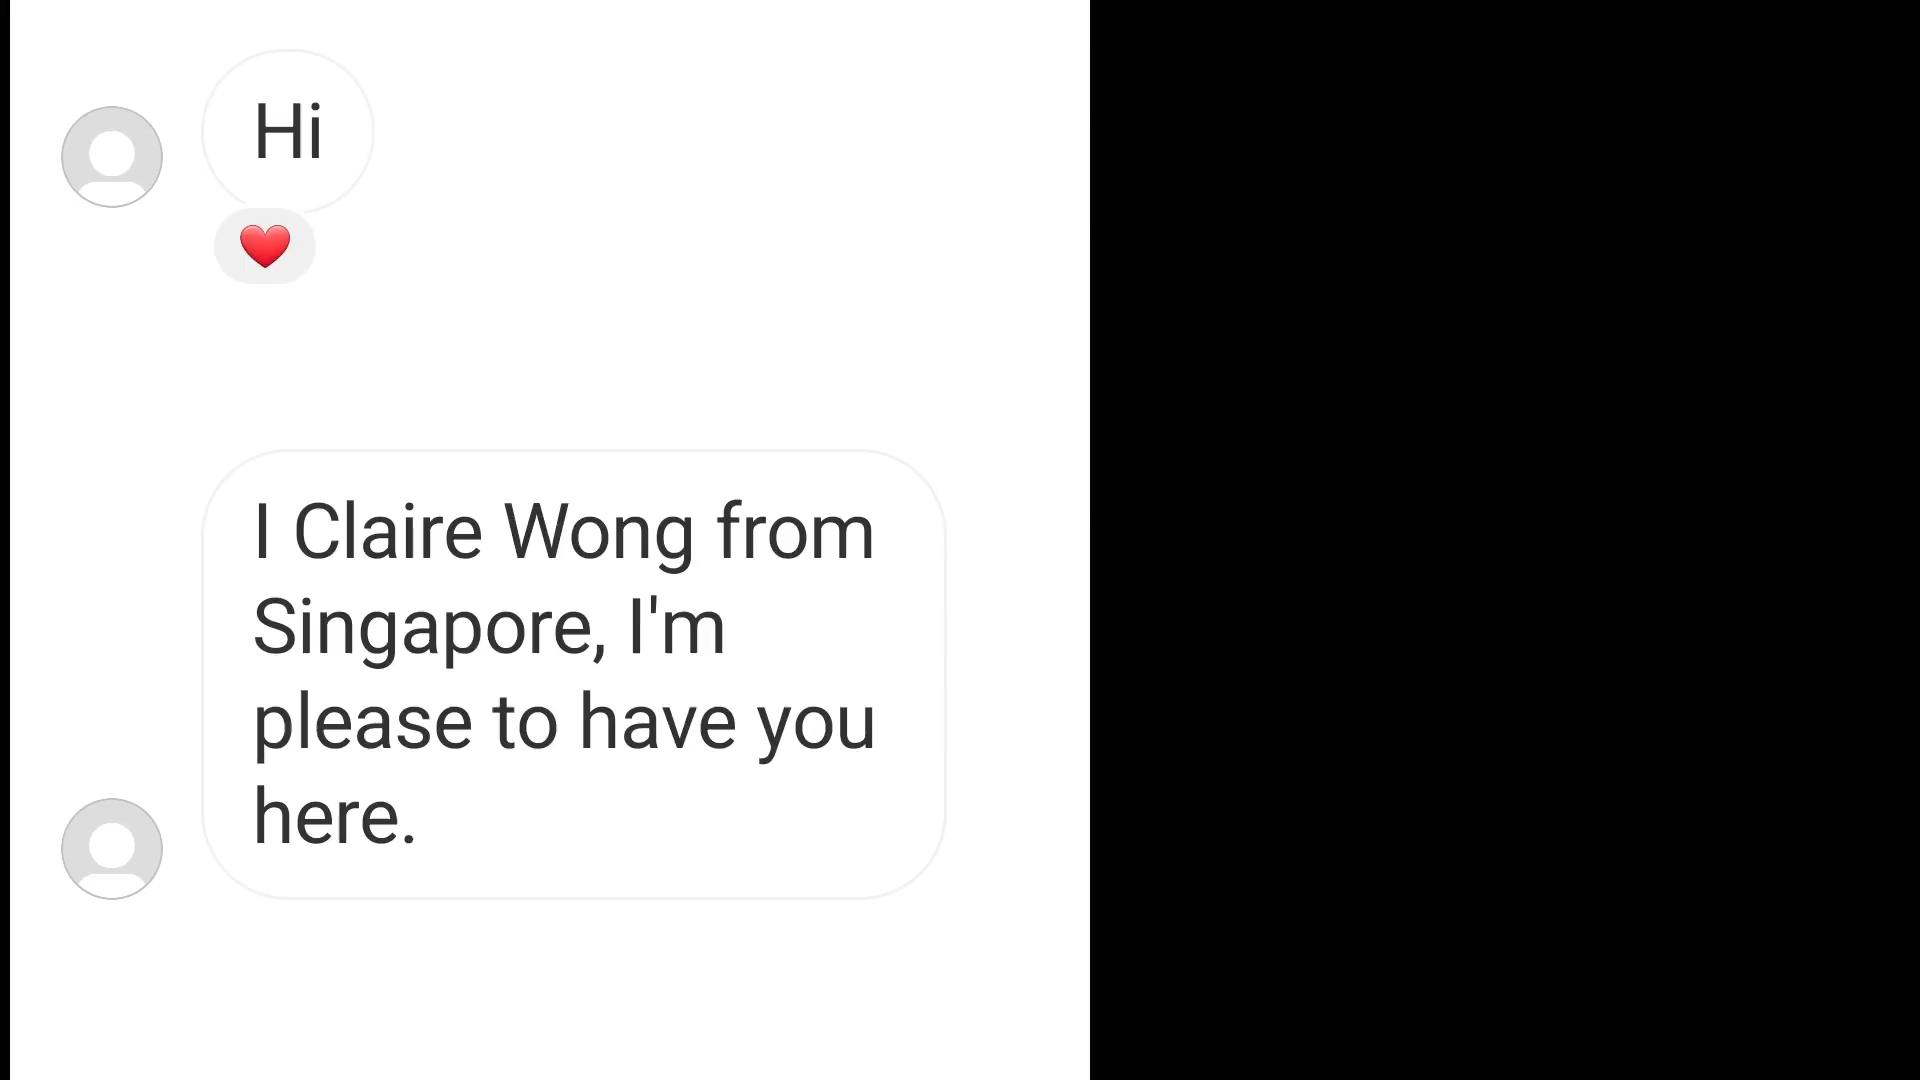 Hi
❤️
I Claire Wong from
Singapore, I'm
please to have you
here.